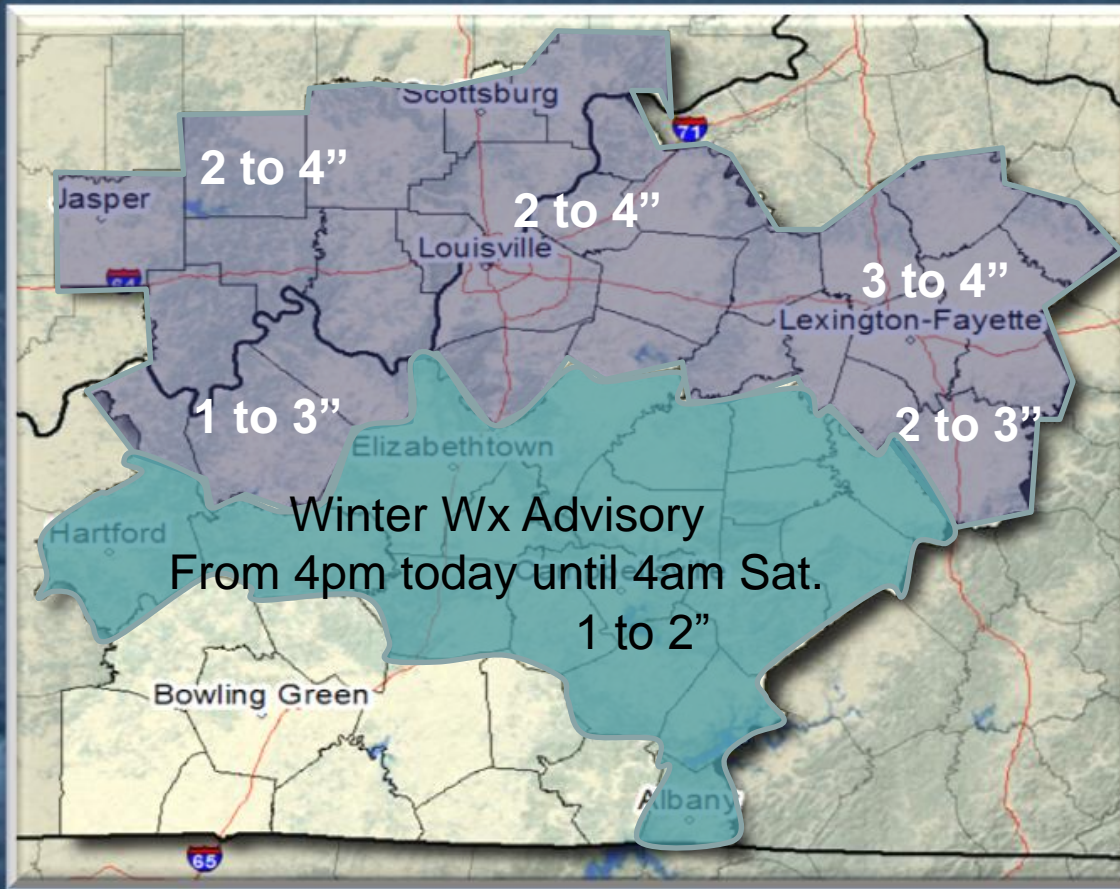 Scottsburg
71
2 to 4”
Jasper
2 to 4”
Louisville
64
3 to 4”
Lexington-Fayette
1 to 3”
2 to 3”
Elizabethtown
Winter Wx Advisory
Hartford
From 4pm today until 4am Sat.
1 to 2”
Bowling Green
Albany
65